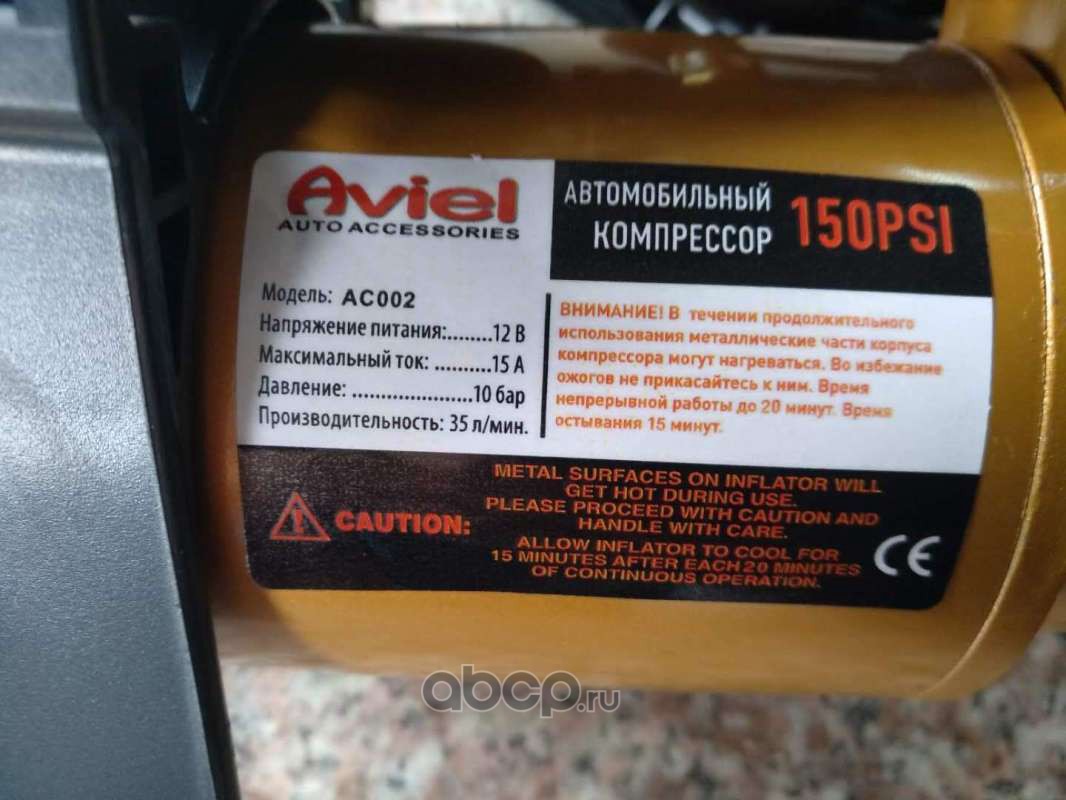 Aviel
AUTO ACCESSORIES
АВТОМОБИЛЬНЫЙ
КОМПРЕССОР
150PSI
Модель: AC002
Напряжение питания:.......12 В
Максимальный ток: ..........15 А
Давление: .....................10 бар
Производительность: 35 л/мин.
ВНИМАНИЕ! В течении продолжительного
использования металлические части корпуса
компрессора могут нагреваться. Во избежание
ожогов не прикасайтесь к ним. Время
непрерывной работы до 20 минут. Время
остывания 15 минут.
CAUTION:
METAL SURFACES ON INFLATOR WILL
GET HOT DURING USE.
PLEASE PROCEED WITH CAUTION AND
HANDLE WITH CARE.
ALLOW INFLATOR TO COOL FOR
15 MINUTES AFTER EACH 20 MINUTES
OF CONTINUOUS OPERATION.
CE
abcp.ru